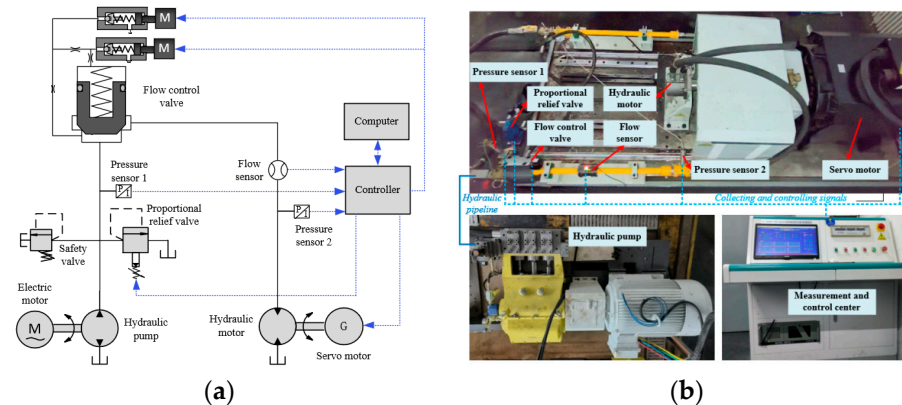 M
M
Flow control
valve
Computer
Flow
sensor
Controller
Pressure
sensor 1
P
I
P
I
Pressure
sensor 2
Proportional
relief valve
Safety
valve
Electric
motor
M
Hydraulic
pump
Hydraulic
motor
G
Servo motor
(a)
Pressure sensor 1
Proportional
relief valve
Hydraulic
motor
Flow control
valve
Flow
sensor
Pressure sensor 2
Servo motor
Hydraulic
pipeline
Collecting and controlling signals
Hydraulic pump
Measurement and
control center
(b)